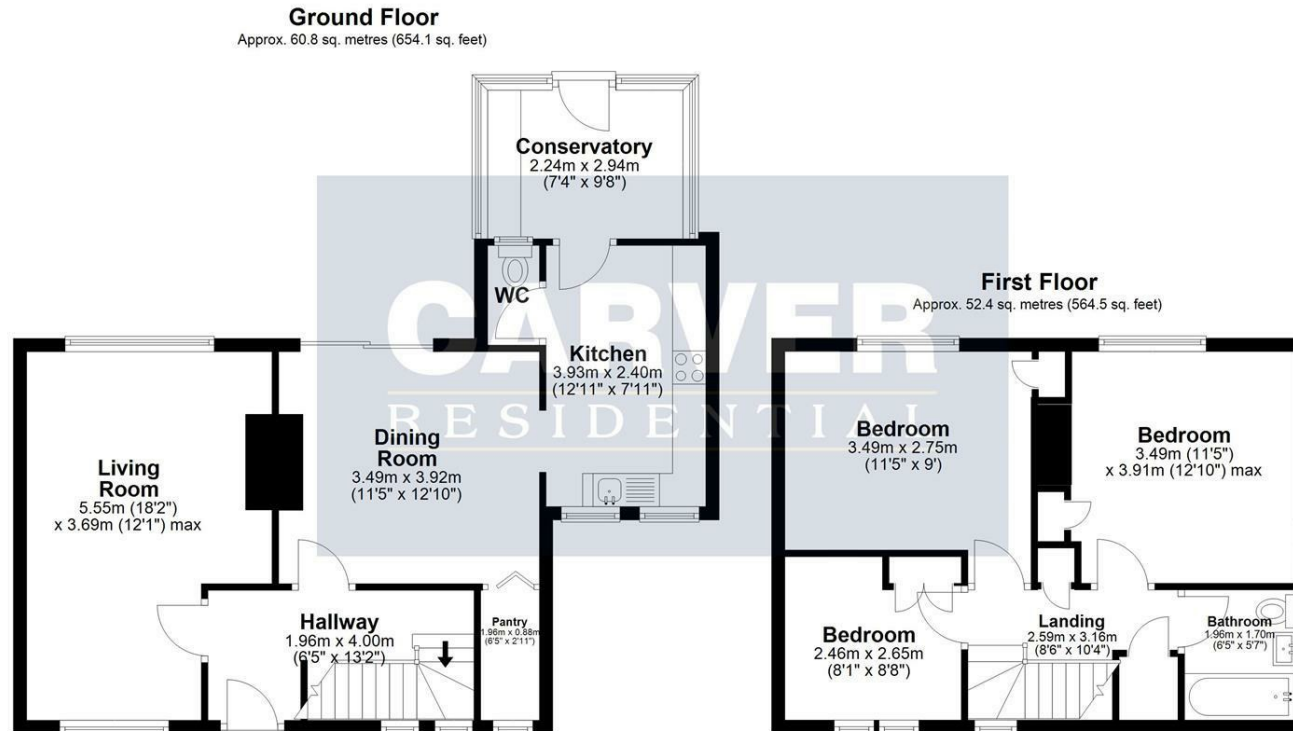 Ground Floor
Approx. 60.8 sq. metres (654.1 sq. feet)
Conservatory
2.24m x 2.94m
(7'4" x 9'8")
WC
Kitchen
3.93m x 2.40m
(12'11" x 7'11")
Living
Room
5.55m (18'2")
x 3.69m (12'1") max
Dining
Room
3.49m x 3.92m
(11'5" x 12'10")
Hallway
1.96m x 4.00m
(6'5" x 13'2")
Pantry
1.96m x 0.88m
(6'5" x 2'11")
CARVER
RESIDENTIAL
First Floor
Approx. 52.4 sq. metres (564.5 sq. feet)
Bedroom
3.49m x 2.75m
(11'5" x 9')
Bedroom
3.49m (11'5")
x 3.91m (12'10") max
Bedroom
2.46m x 2.65m
(8'1" x 8'8")
Landing
2.59m x 3.16m
(8'6" x 10'4")
Bathroom
1.96m x 1.70m
(6'5" x 5'7")